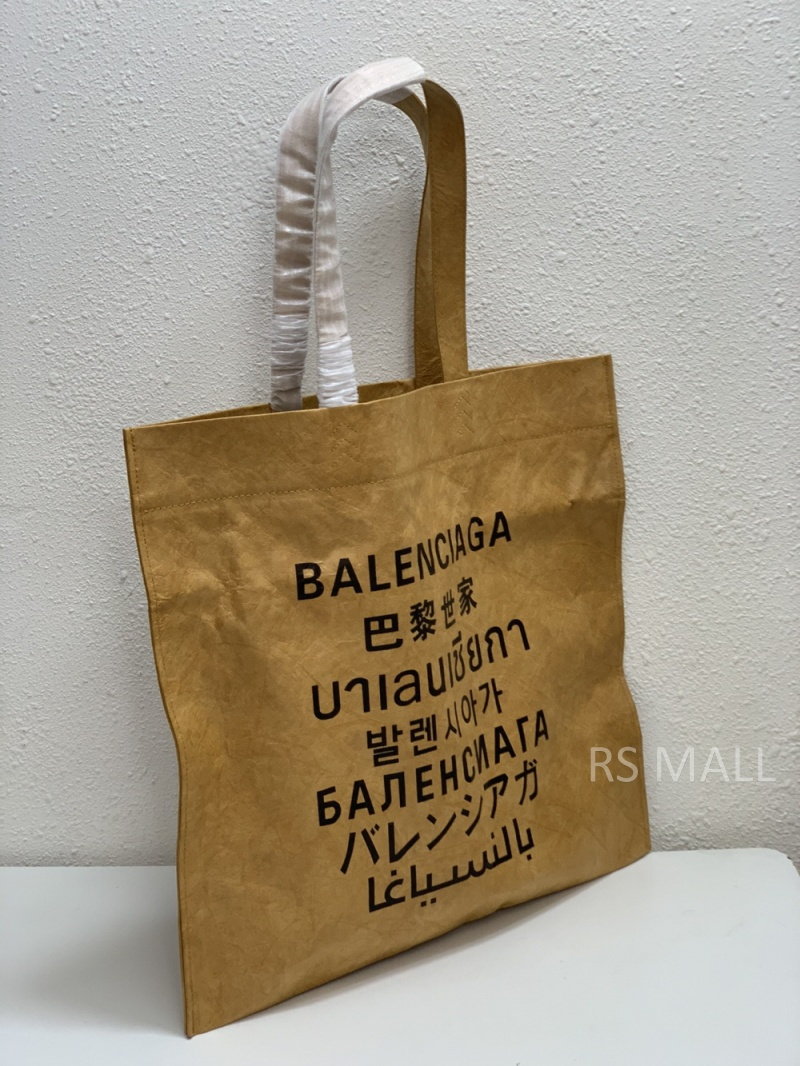 BALENCIAGA
巴黎世家
บาเลนเซียกา
발렌시아가
БАЛЕНСИАГА
バレンシアガ
بالنسياغا
RS MALL